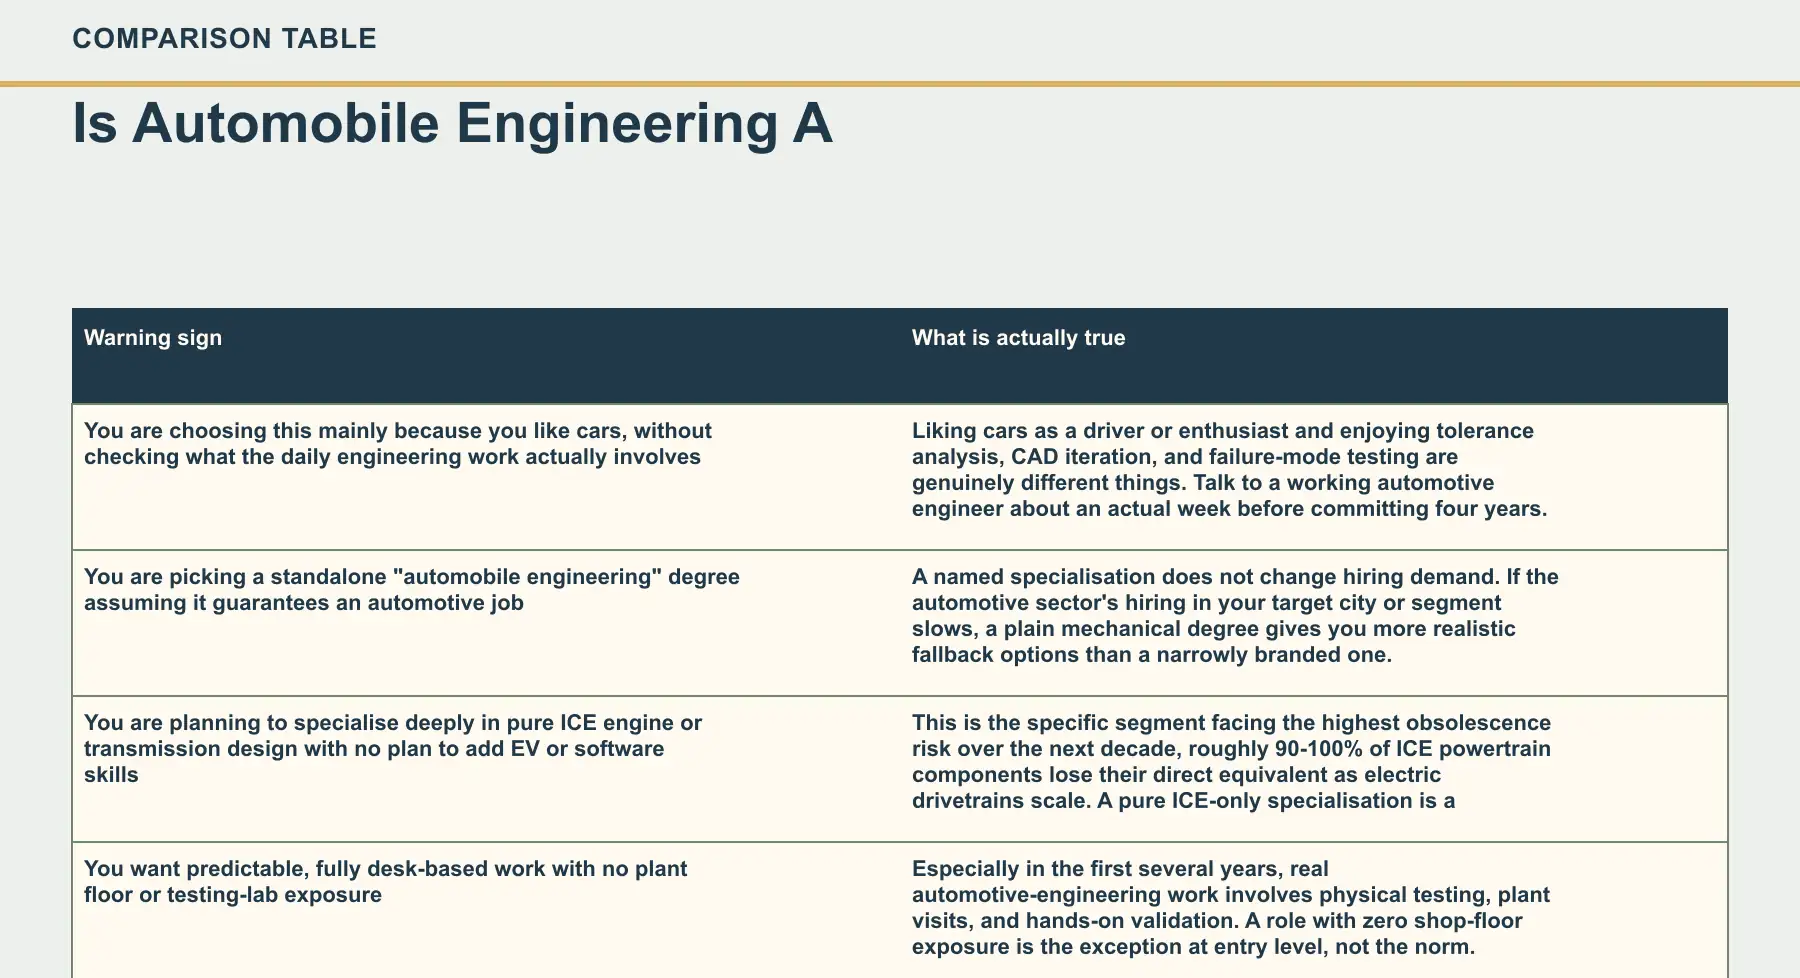 COMPARISON TABLE
Is Automobile Engineering A
Warning sign
What is actually true
You are choosing this mainly because you like cars, without
checking what the daily engineering work actually involves
Liking cars as a driver or enthusiast and enjoying tolerance
analysis, CAD iteration, and failure-mode testing are
genuinely different things. Talk to a working automotive
engineer about an actual week before committing four years.
You are picking a standalone "automobile engineering" degree
assuming it guarantees an automotive job
A named specialisation does not change hiring demand. If the
automotive sector's hiring in your target city or segment
slows, a plain mechanical degree gives you more realistic
fallback options than a narrowly branded one.
You are planning to specialise deeply in pure ICE engine or
transmission design with no plan to add EV or software
skills
This is the specific segment facing the highest obsolescence
risk over the next decade, roughly 90-100% of ICE powertrain
components lose their direct equivalent as electric
drivetrains scale. A pure ICE-only specialisation is a
You want predictable, fully desk-based work with no plant
floor or testing-lab exposure
Especially in the first several years, real
automotive-engineering work involves physical testing, plant
visits, and hands-on validation. A role with zero shop-floor
exposure is the exception at entry level, not the norm.